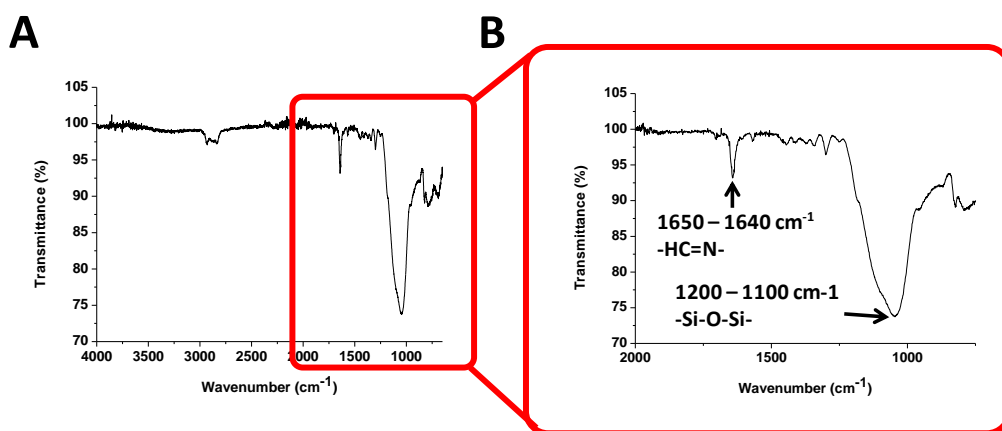 A
105
100
95
90
85
80
75
70
Transmittance (%)
4000 3500 3000 2500 2000 1500 1000
Wavenumber (cm-1)
B
105
100
95
90
85
80
75
70
Transmittance (%)
1650 – 1640 cm-1
-HC=N-
1200 – 1100 cm-1
-Si-O-Si-
2000 1500 1000
Wavenumber (cm-1)